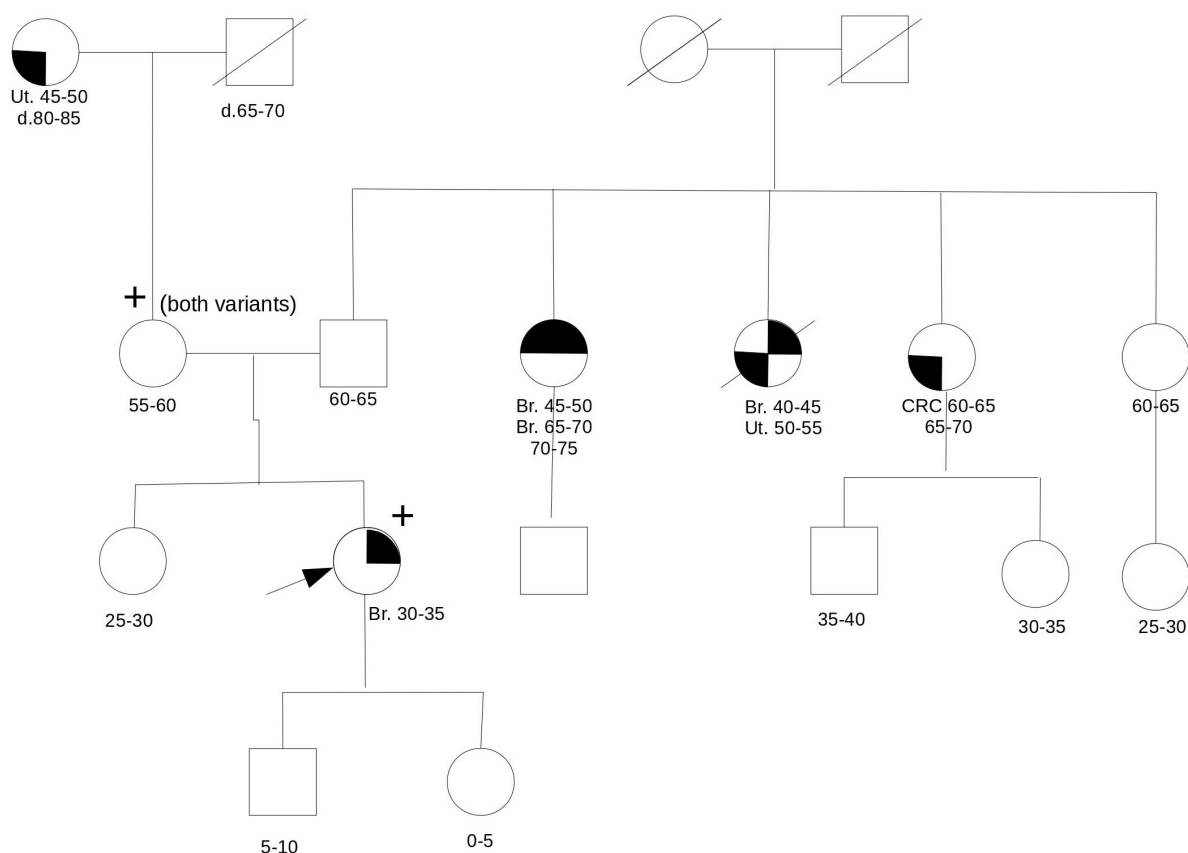 Ut. 45-50
d.80-85
d.65-70
+ (both variants)
55-60
60-65
Br. 45-50
Br. 65-70
70-75
Br. 40-45
Ut. 50-55
CRC 60-65
65-70
60-65
+
25-30
Br. 30-35
35-40
30-35
25-30
5-10
0-5